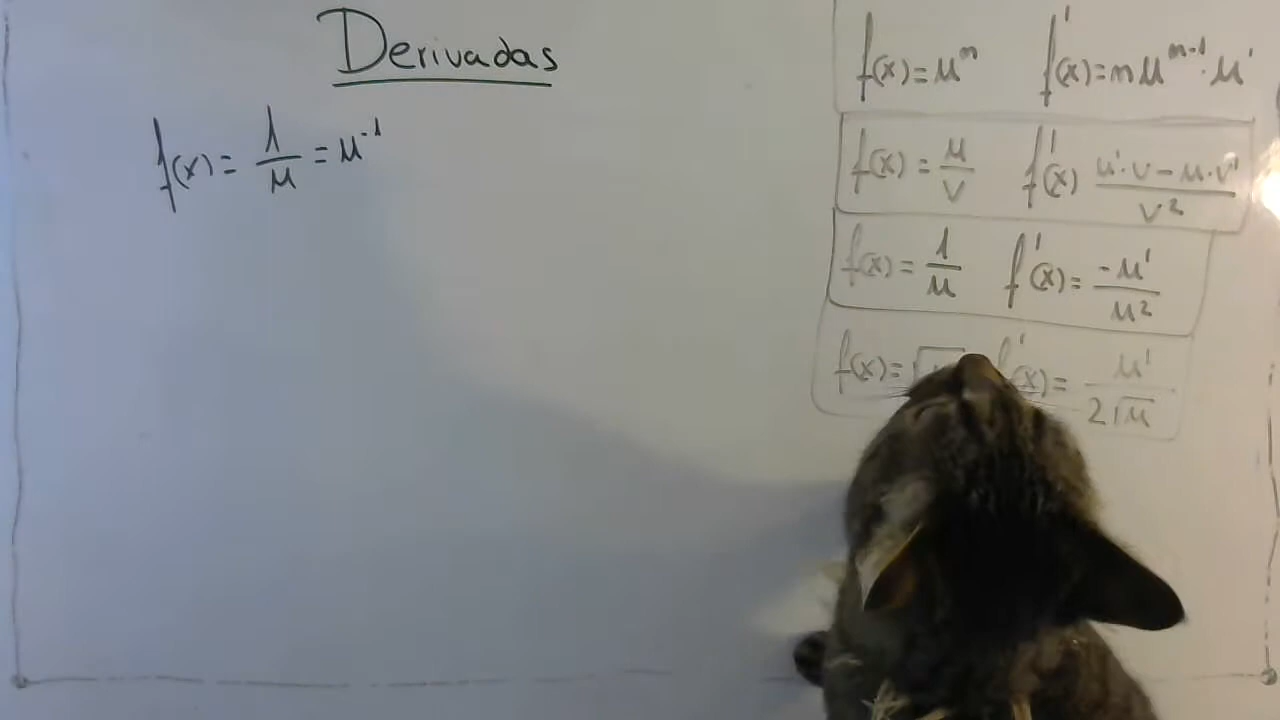 Derivadas
f(x) = 1/u = u⁻¹
f(x) = uⁿ f'(x) = n uⁿ⁻¹ · u'
f(x) = u/v f'(x) u'·v − u·v'/v²
f(x) = 1/u f'(x) = −u'/u²
f(x) = √ f'(x) = u'/2√u